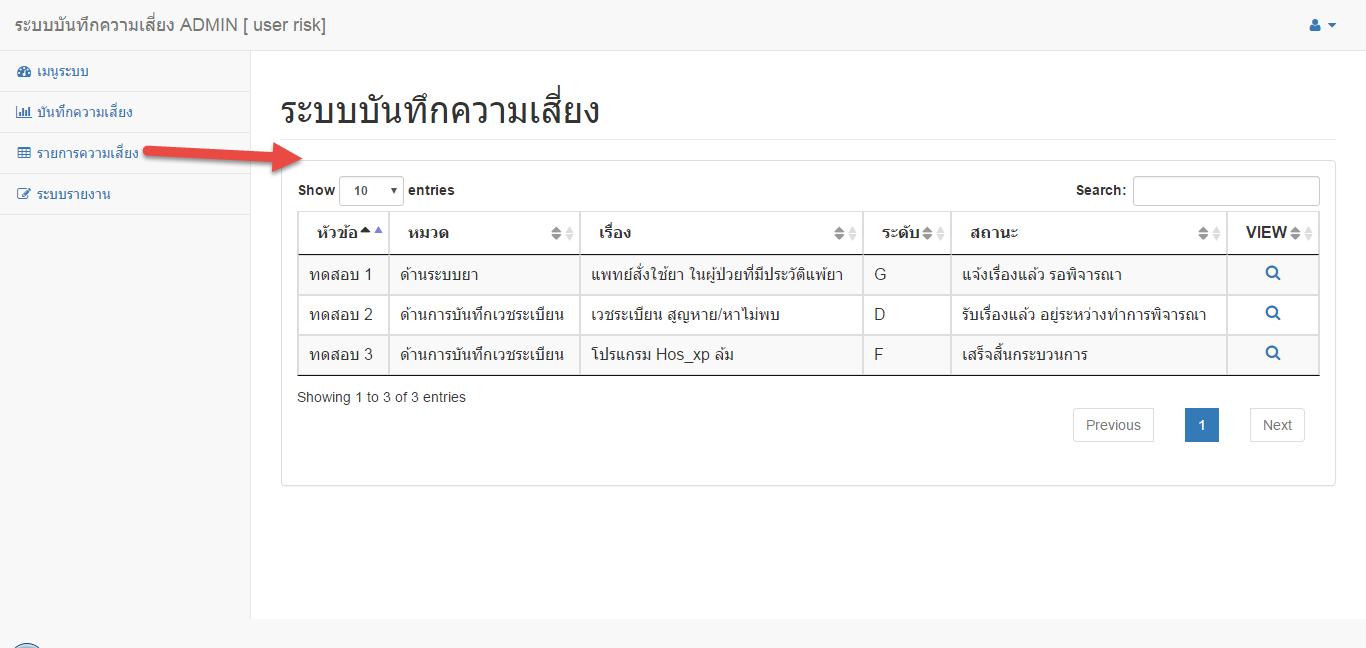 ระบบบันทึกความเสี่ยง ADMIN [ user risk]
เมนูระบบ
บันทึกความเสี่ยง
รายการความเสี่ยง
ระบบรายงาน
ระบบบันทึกความเสี่ยง
Show 10 entries Search:
หัวข้อ หมวด เรื่อง ระดับ สถานะ VIEW
ทดสอบ 1 ด้านระบบยา แพทย์สั่งใช้ยา ในผู้ป่วยที่มีประวัติแพ้ยา G แจ้งเรื่องแล้ว รอพิจารณา
ทดสอบ 2 ด้านการบันทึกเวชระเบียน เวชระเบียน สูญหาย/หาไม่พบ D รับเรื่องแล้ว อยู่ระหว่างทำการพิจารณา
ทดสอบ 3 ด้านการบันทึกเวชระเบียน โปรแกรม Hos_xp ล้ม F เสร็จสิ้นกระบวนการ
Showing 1 to 3 of 3 entries
Previous 1 Next